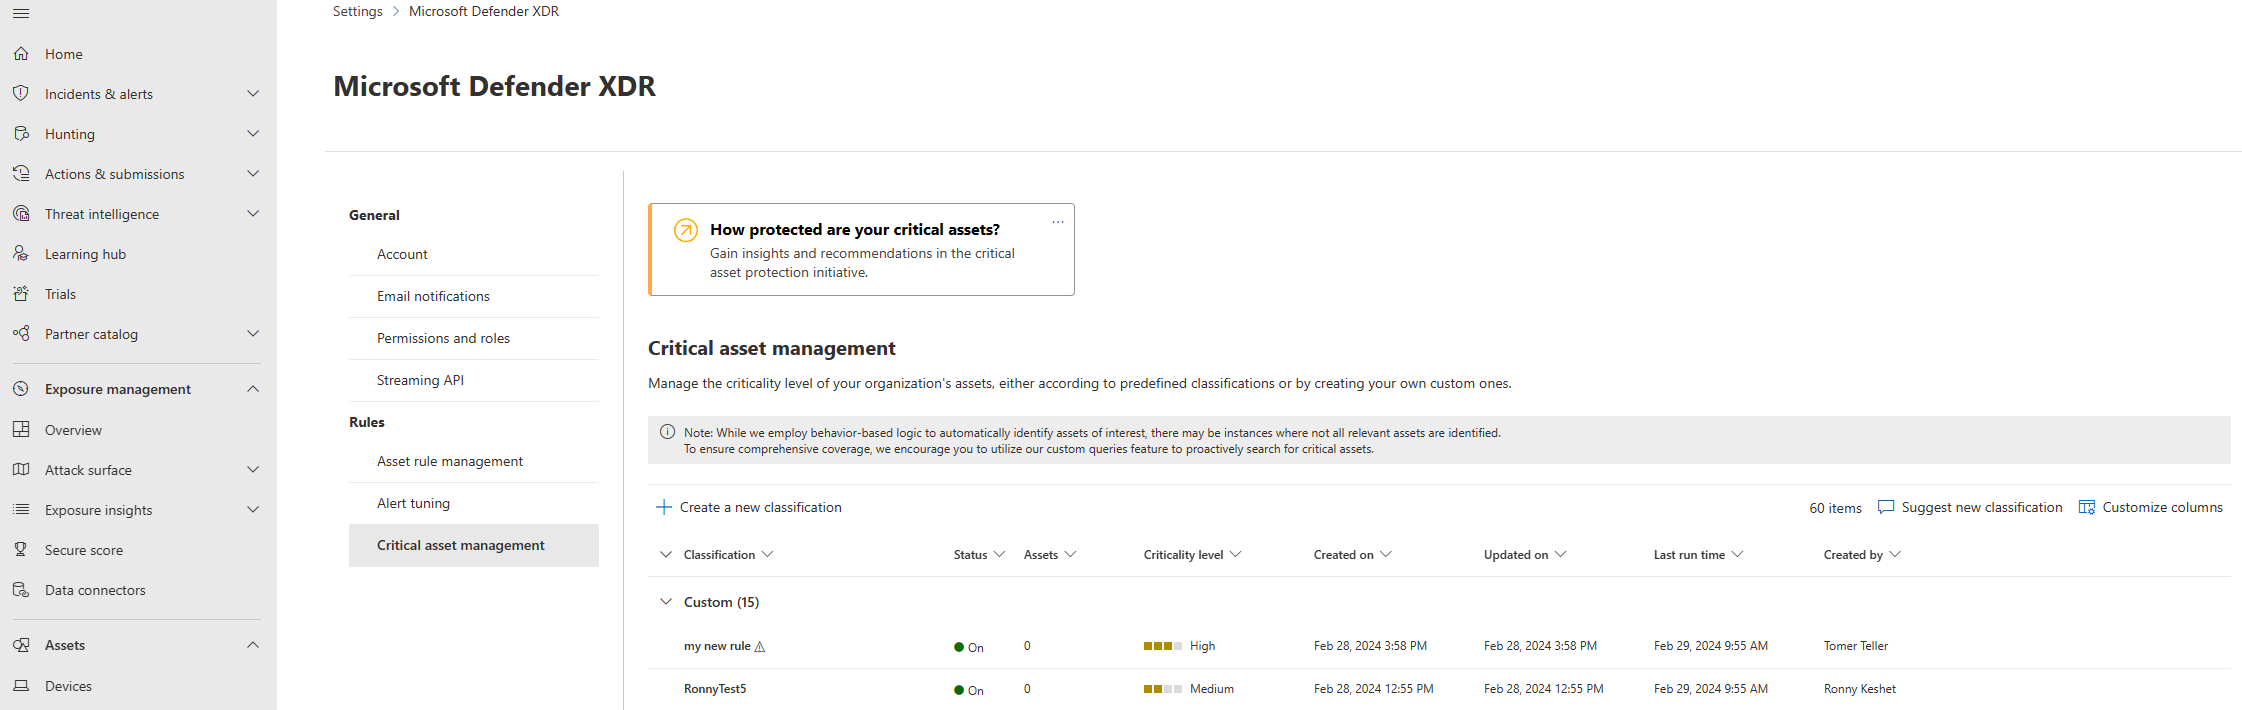 Settings > Microsoft Defender XDR
Home
Incidents & alerts
Hunting
Actions & submissions
Threat intelligence
Learning hub
Trials
Partner catalog
Exposure management
Overview
Attack surface
Exposure insights
Secure score
Data connectors
Assets
Devices
Microsoft Defender XDR
General
Account
Email notifications
Permissions and roles
Streaming API
Rules
Asset rule management
Alert tuning
Critical asset management
How protected are your critical assets?
Gain insights and recommendations in the critical
asset protection initiative.
Critical asset management
Manage the criticality level of your organization's assets, either according to predefined classifications or by creating your own custom ones.
Note: While we employ behavior-based logic to automatically identify assets of interest, there may be instances where not all relevant assets are identified.
To ensure comprehensive coverage, we encourage you to utilize our custom queries feature to proactively search for critical assets.
Create a new classification 60 items Suggest new classification Customize columns
Classification Status Assets Criticality level Created on Updated on Last run time Created by
Custom (15)
my new rule On 0 High Feb 28, 2024 3:58 PM Feb 28, 2024 3:58 PM Feb 29, 2024 9:55 AM Tomer Teller
RonnyTest5 On 0 Medium Feb 28, 2024 12:55 PM Feb 28, 2024 12:55 PM Feb 29, 2024 9:55 AM Ronny Keshet